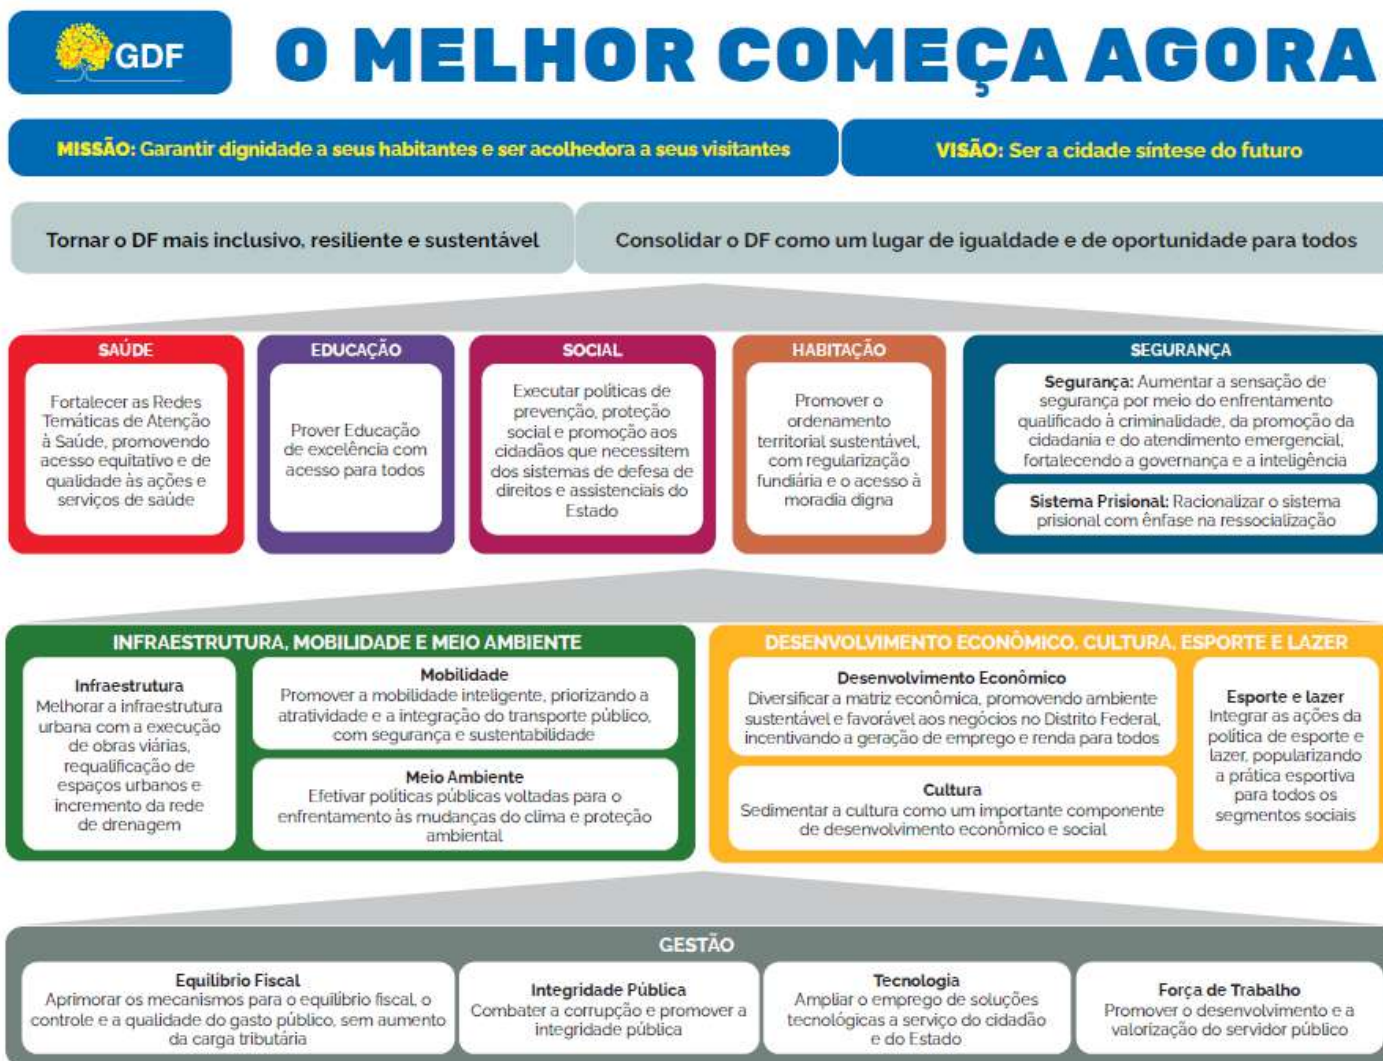 GDF
O MELHOR COMEÇA AGORA
MISSÃO: Garantir dignidade a seus habitantes e ser acolhedora a seus visitantes
VISÃO: Ser a cidade síntese do futuro
Tornar o DF mais inclusivo, resiliente e sustentável
Consolidar o DF como um lugar de igualdade e de oportunidade para todos
SAÚDE
Fortalecer as Redes
Temáticas de Atenção
à Saúde, promovendo
acesso equitativo e de
qualidade às ações e
serviços de saúde
EDUCAÇÃO
Prover Educação
de excelência com
acesso para todos
SOCIAL
Executar políticas de
prevenção, proteção
social e promoção aos
cidadãos que necessitem
dos sistemas de defesa de
direitos e assistenciais do
Estado
HABITAÇÃO
Promover o
ordenamento
territorial sustentável,
com regularização
fundiária e o acesso à
moradia digna
SEGURANÇA
Segurança: Aumentar a sensação de
segurança por meio do enfrentamento
qualificado à criminalidade, da promoção da
cidadania e do atendimento emergencial,
fortalecendo a governança e a inteligência
Sistema Prisional: Racionalizar o sistema
prisional com ênfase na ressocialização
INFRAESTRUTURA, MOBILIDADE E MEIO AMBIENTE
Infraestrutura
Melhorar a infraestrutura
urbana com a execução
de obras viárias,
requalificação de
espaços urbanos e
incremento da rede
de drenagem
Mobilidade
Promover a mobilidade inteligente, priorizando a
atratividade e a integração do transporte público,
com segurança e sustentabilidade
Meio Ambiente
Efetivar políticas públicas voltadas para o
enfrentamento às mudanças do clima e proteção
ambiental
DESENVOLVIMENTO ECONÔMICO, CULTURA, ESPORTE E LAZER
Desenvolvimento Econômico
Diversificar a matriz econômica, promovendo ambiente
sustentável e favorável aos negócios no Distrito Federal,
incentivando a geração de emprego e renda para todos
Cultura
Sedimentar a cultura como um importante componente
de desenvolvimento econômico e social
Esporte e lazer
Integrar as ações da
política de esporte e
lazer, popularizando
a prática esportiva
para todos os
segmentos sociais
GESTÃO
Equilíbrio Fiscal
Aprimorar os mecanismos para o equilíbrio fiscal, o
controle e a qualidade do gasto público, sem aumento
da carga tributária
Integridade Pública
Combater a corrupção e promover a
integridade pública
Tecnologia
Ampliar o emprego de soluções
tecnológicas a serviço do cidadão
e do Estado
Força de Trabalho
Promover o desenvolvimento e a
valorização do servidor público